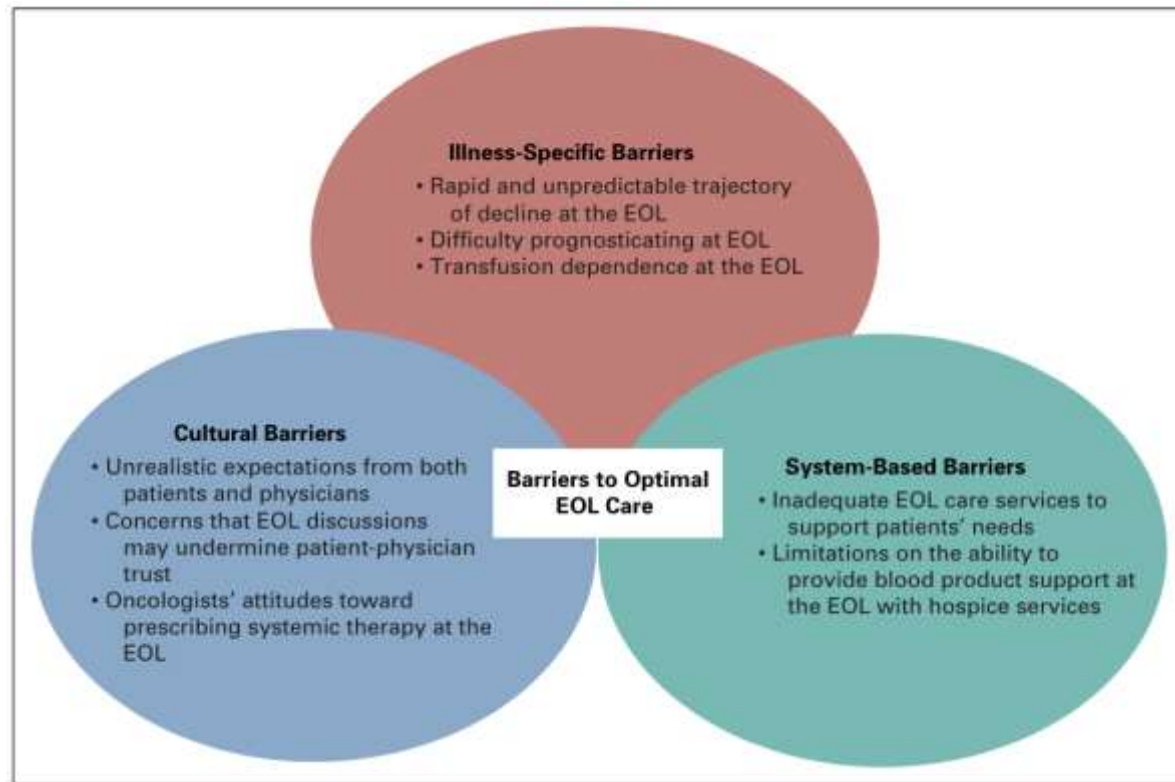 Illness-Specific Barriers
• Rapid and unpredictable trajectory
of decline at the EOL
• Difficulty prognosticating at EOL
• Transfusion dependence at the EOL
Cultural Barriers
• Unrealistic expectations from both
patients and physicians
• Concerns that EOL discussions
may undermine patient-physician
trust
• Oncologists' attitudes toward
prescribing systemic therapy at the
EOL
Barriers to Optimal
EOL Care
System-Based Barriers
• Inadequate EOL care services to
support patients' needs
• Limitations on the ability to
provide blood product support at
the EOL with hospice services